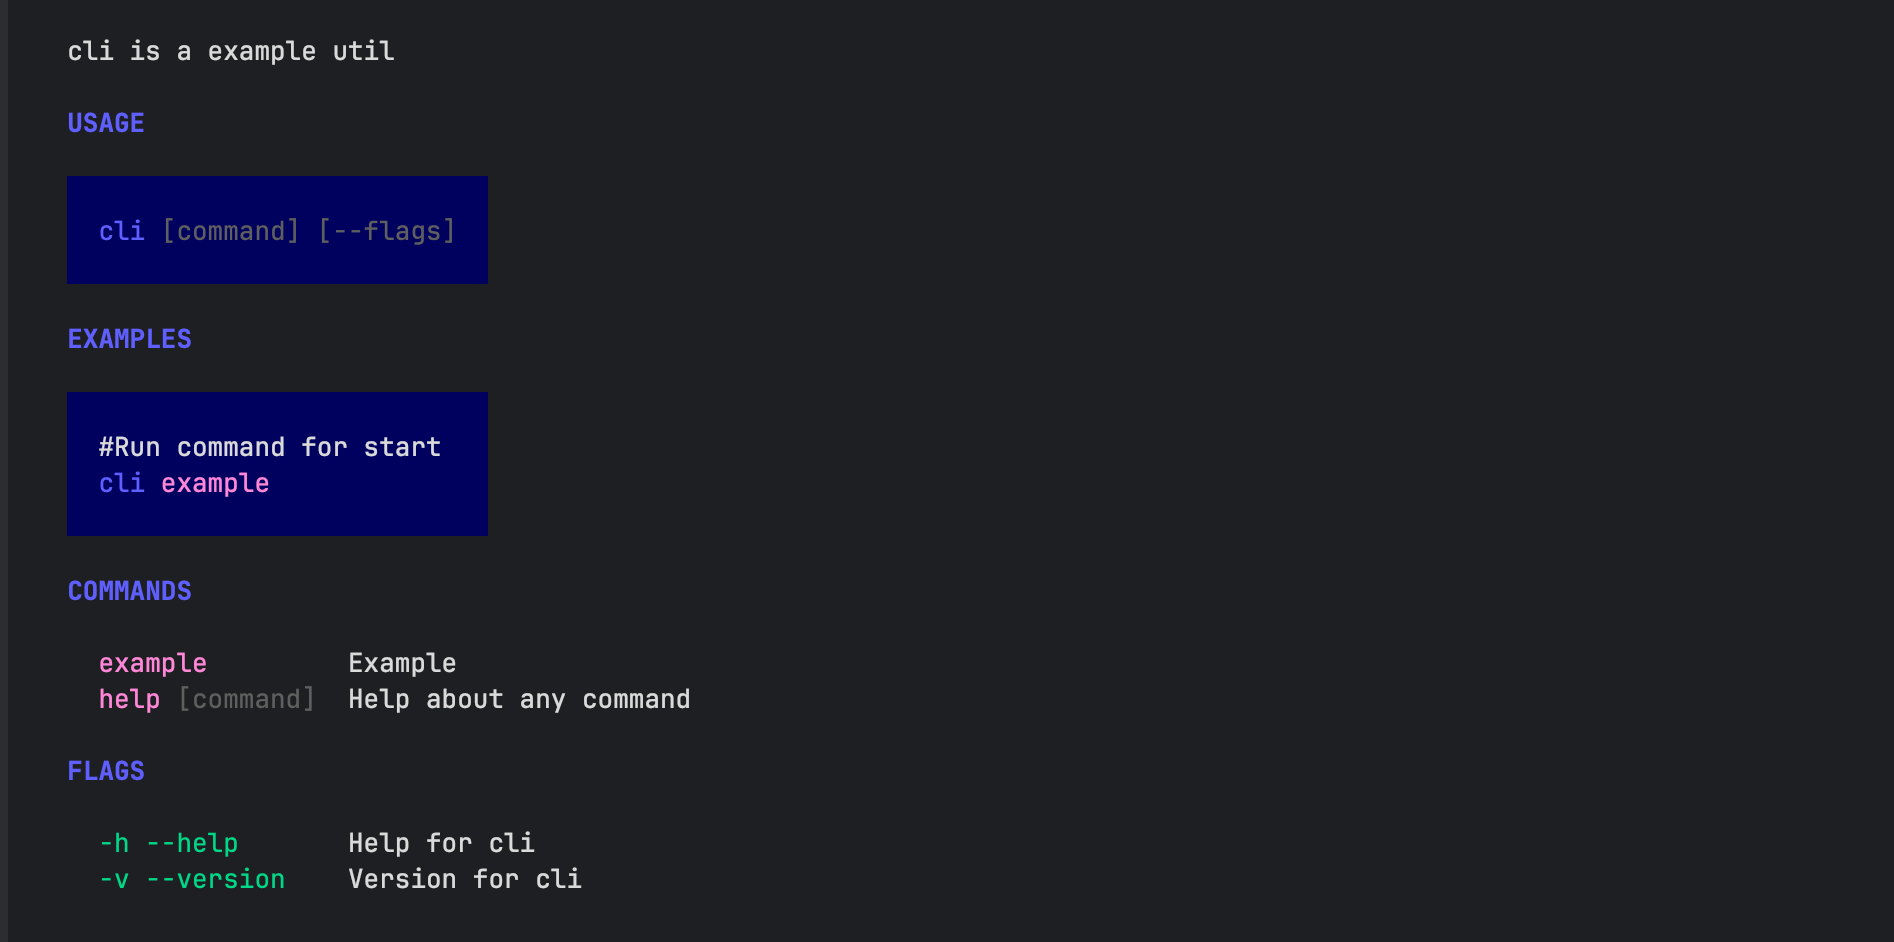 cli is a example util
USAGE
cli [command] [--flags]
EXAMPLES
#Run command for start
cli example
COMMANDS
example Example
help [command] Help about any command
FLAGS
-h --help Help for cli
-v --version Version for cli